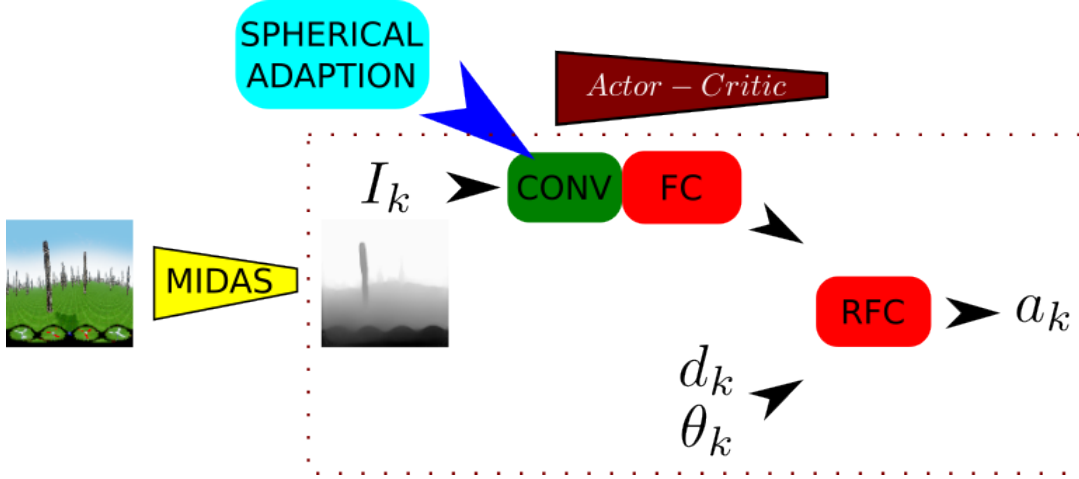 SPHERICAL
ADAPTION
Actor – Critic
I_k
CONV
FC
MIDAS
RFC
a_k
d_k
θ_k